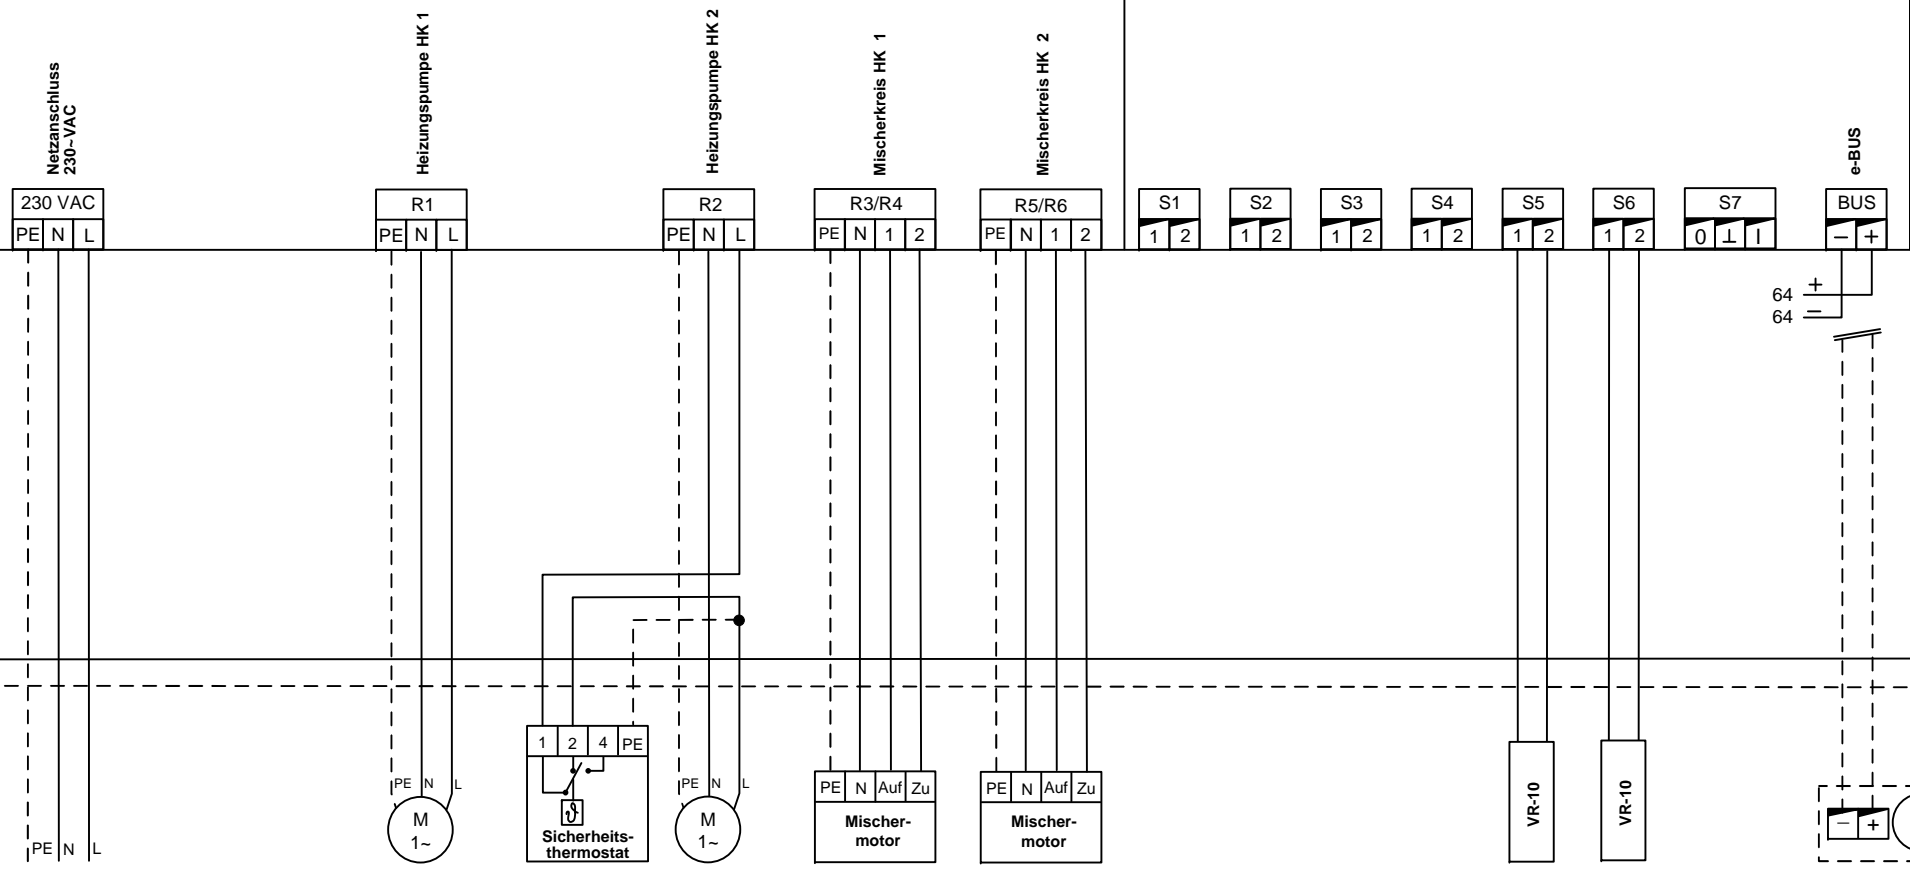 Netzanschluss
230~VAC
Heizungspumpe HK 1
Heizungspumpe HK 2
Mischerkreis HK 1
Mischerkreis HK 2
e-BUS
230 VAC
R1
R2
R3/R4
R5/R6
S1
S2
S3
S4
S5
S6
S7
BUS
PE N L
PE N L
PE N L
PE N 1 2
PE N 1 2
1 2
1 2
1 2
1 2
1 2
1 2
0 ⊥ I
− +
64 +
64 −
1 2 4 PE
PE N L
PE N L
PE N Auf Zu
PE N Auf Zu
M
1~
ϑ
Sicherheits-
thermostat
M
1~
Mischer-
motor
Mischer-
motor
VR-10
VR-10
− +
PE N L